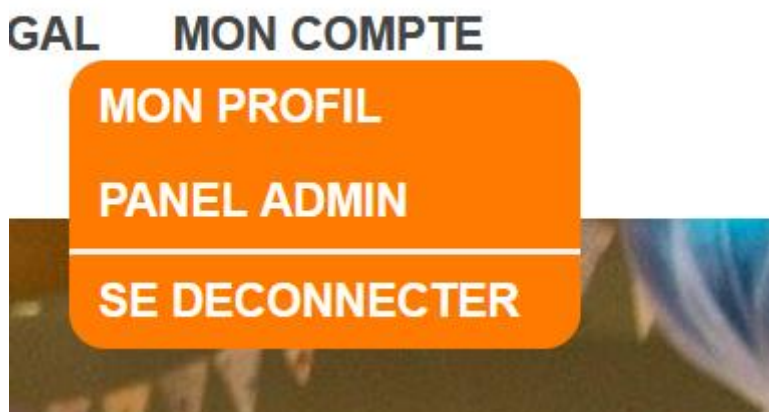 GAL MON COMPTE
MON PROFIL
PANEL ADMIN
SE DECONNECTER